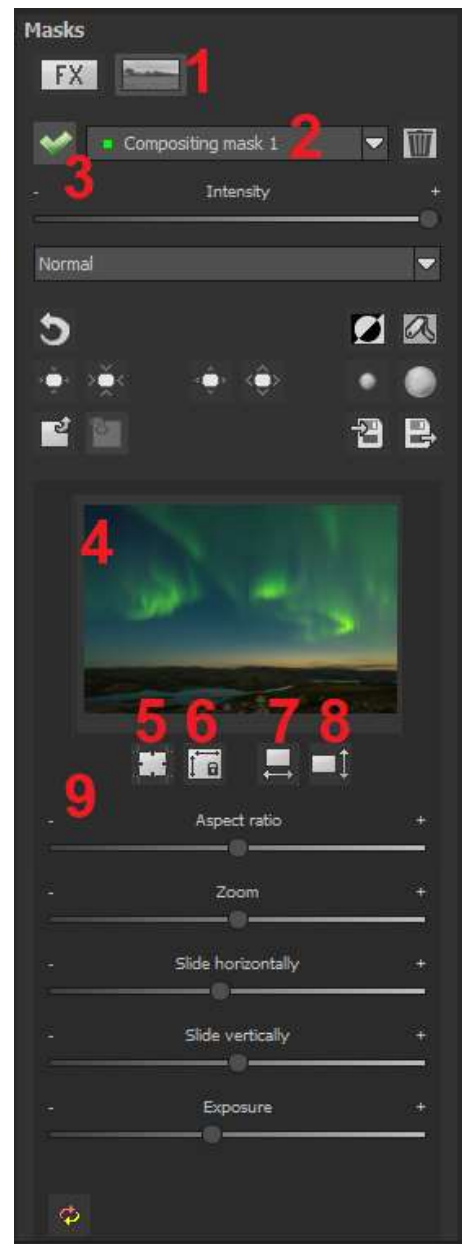 Masks
FX 1
Compositing mask 1 2
3
- Intensity +
Normal
4
5 6 7 8
9
- Aspect ratio +
- Zoom +
- Slide horizontally +
- Slide vertically +
- Exposure +